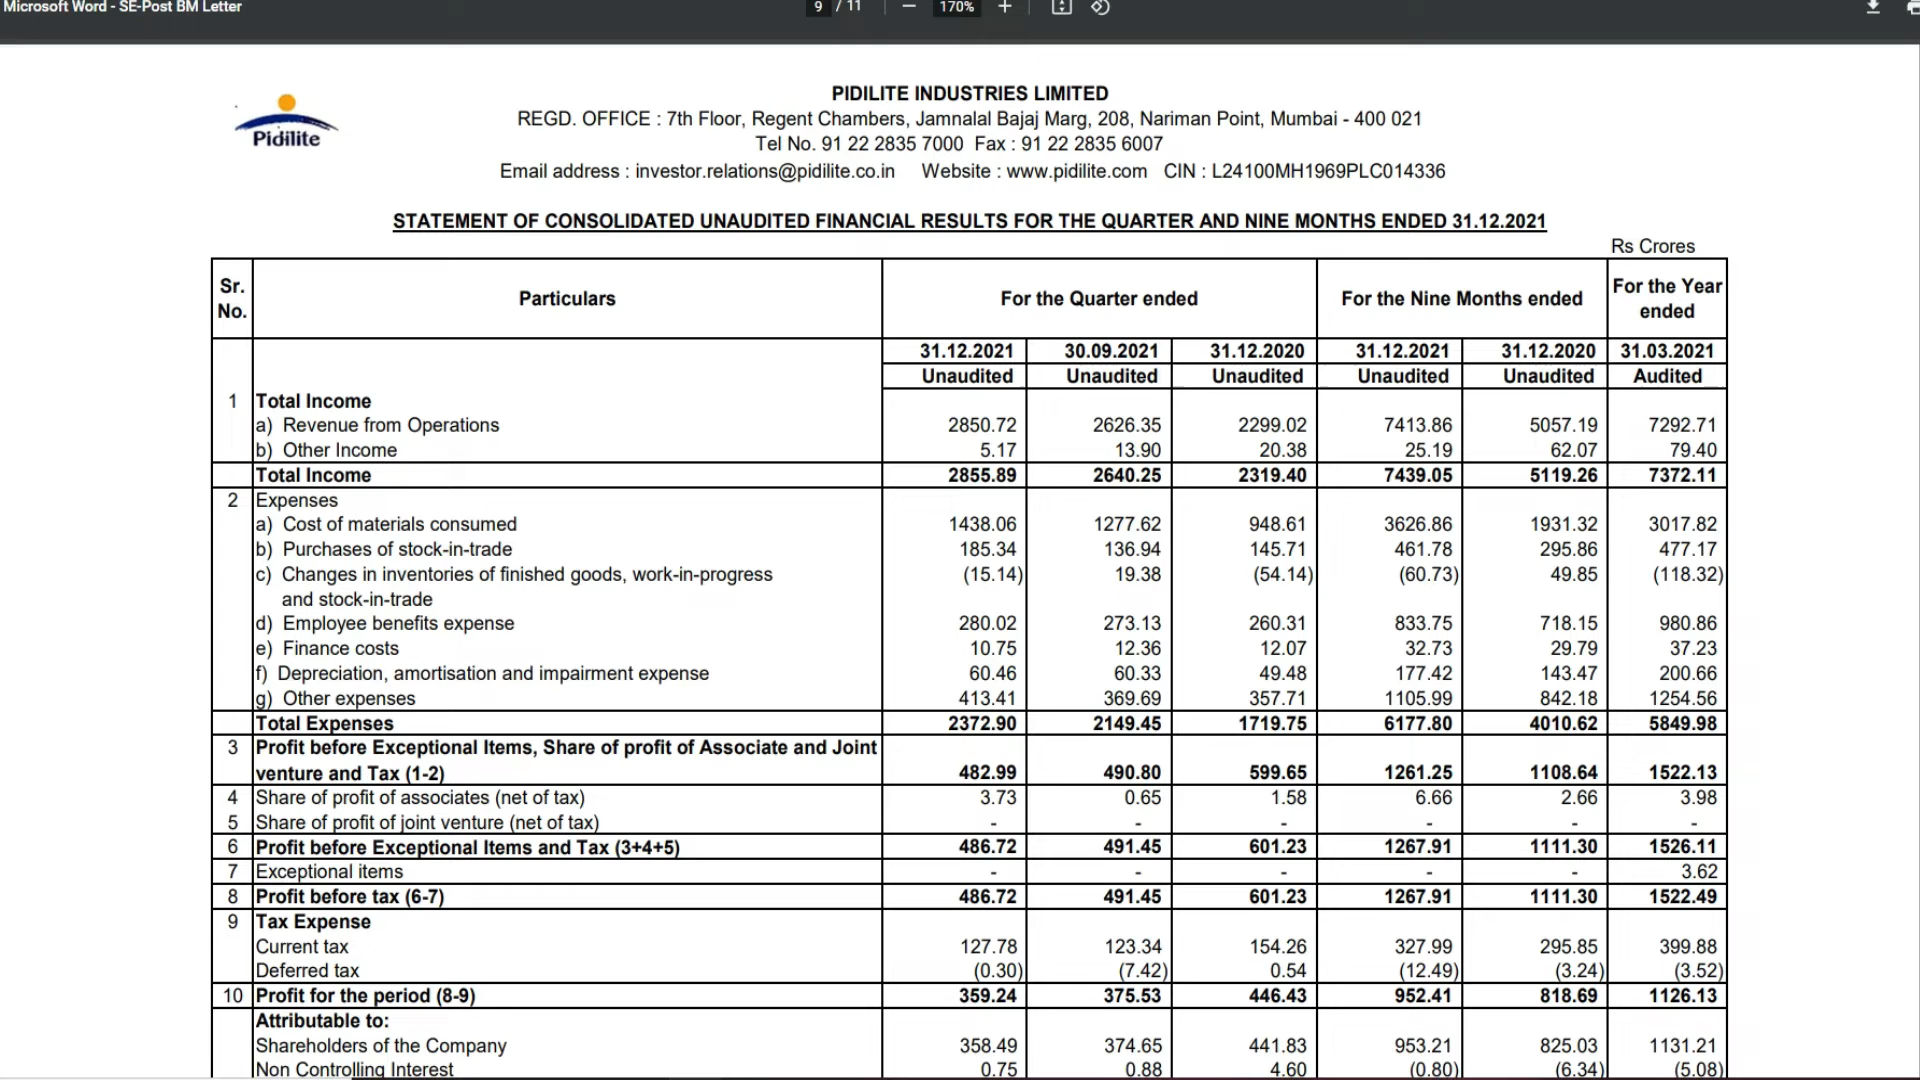 Microsoft Word - SE-Post BM Letter 9 / 11 — 170% +
Pidilite
PIDILITE INDUSTRIES LIMITED
REGD. OFFICE : 7th Floor, Regent Chambers, Jamnalal Bajaj Marg, 208, Nariman Point, Mumbai - 400 021
Tel No. 91 22 2835 7000 Fax : 91 22 2835 6007
Email address : investor.relations@pidilite.co.in Website : www.pidilite.com CIN : L24100MH1969PLC014336
STATEMENT OF CONSOLIDATED UNAUDITED FINANCIAL RESULTS FOR THE QUARTER AND NINE MONTHS ENDED 31.12.2021
Rs Crores
Sr. No. Particulars For the Quarter ended For the Nine Months ended For the Year ended
31.12.2021 30.09.2021 31.12.2020 31.12.2021 31.12.2020 31.03.2021
Unaudited Unaudited Unaudited Unaudited Unaudited Audited
1 Total Income
a) Revenue from Operations 2850.72 2626.35 2299.02 7413.86 5057.19 7292.71
b) Other Income 5.17 13.90 20.38 25.19 62.07 79.40
Total Income 2855.89 2640.25 2319.40 7439.05 5119.26 7372.11
2 Expenses
a) Cost of materials consumed 1438.06 1277.62 948.61 3626.86 1931.32 3017.82
b) Purchases of stock-in-trade 185.34 136.94 145.71 461.78 295.86 477.17
c) Changes in inventories of finished goods, work-in-progress (15.14) 19.38 (54.14) (60.73) 49.85 (118.32)
and stock-in-trade
d) Employee benefits expense 280.02 273.13 260.31 833.75 718.15 980.86
e) Finance costs 10.75 12.36 12.07 32.73 29.79 37.23
f) Depreciation, amortisation and impairment expense 60.46 60.33 49.48 177.42 143.47 200.66
g) Other expenses 413.41 369.69 357.71 1105.99 842.18 1254.56
Total Expenses 2372.90 2149.45 1719.75 6177.80 4010.62 5849.98
3 Profit before Exceptional Items, Share of profit of Associate and Joint
venture and Tax (1-2) 482.99 490.80 599.65 1261.25 1108.64 1522.13
4 Share of profit of associates (net of tax) 3.73 0.65 1.58 6.66 2.66 3.98
5 Share of profit of joint venture (net of tax) - - - - - -
6 Profit before Exceptional Items and Tax (3+4+5) 486.72 491.45 601.23 1267.91 1111.30 1526.11
7 Exceptional items - - - - - 3.62
8 Profit before tax (6-7) 486.72 491.45 601.23 1267.91 1111.30 1522.49
9 Tax Expense
Current tax 127.78 123.34 154.26 327.99 295.85 399.88
Deferred tax (0.30) (7.42) 0.54 (12.49) (3.24) (3.52)
10 Profit for the period (8-9) 359.24 375.53 446.43 952.41 818.69 1126.13
Attributable to:
Shareholders of the Company 358.49 374.65 441.83 953.21 825.03 1131.21
Non Controlling Interest 0.75 0.88 4.60 (0.80) (6.34) (5.08)